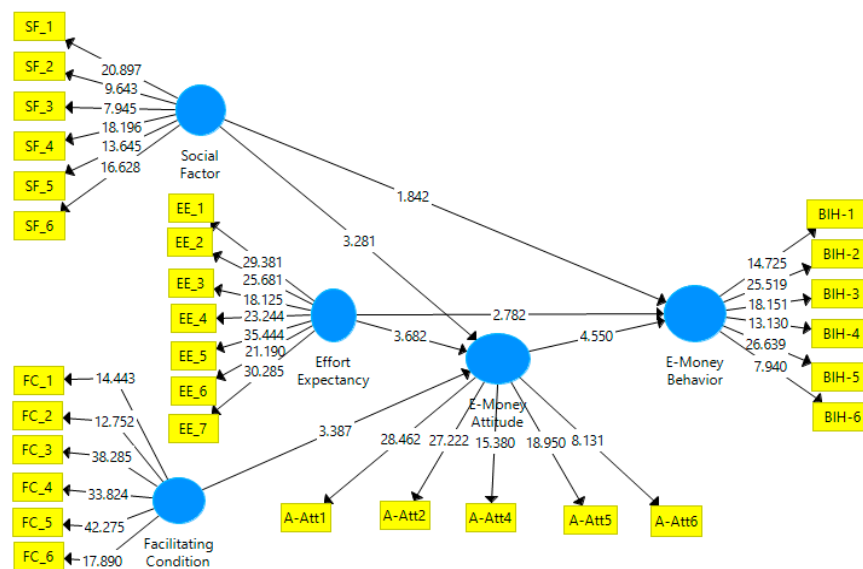 SF_1
SF_2
SF_3
SF_4
SF_5
SF_6
20.897
9.643
7.945
18.196
13.645
16.628
Social
Factor
1.842
3.281
EE_1
EE_2
EE_3
EE_4
EE_5
EE_6
EE_7
29.381
25.681
18.125
23.244
35.444
21.190
30.285
Effort
Expectancy
2.782
3.682
4.550
BIH-1
BIH-2
BIH-3
BIH-4
BIH-5
BIH-6
14.725
25.519
18.151
13.130
26.639
7.940
E-Money
Behavior
E-Money
Attitude
FC_1
FC_2
FC_3
FC_4
FC_5
FC_6
14.443
12.752
38.285
33.824
42.275
17.890
Facilitating
Condition
3.387
28.462
27.222
15.380
18.950
8.131
A-Att1
A-Att2
A-Att4
A-Att5
A-Att6